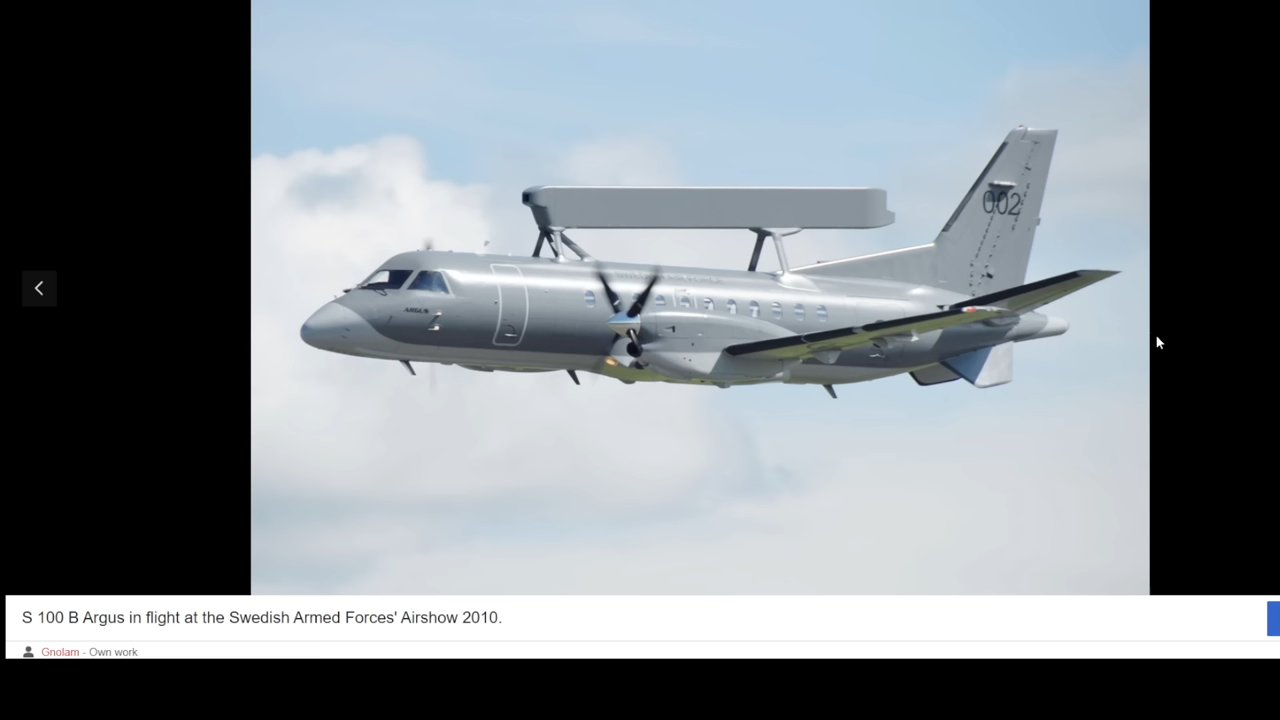 002
ARGUS
S 100 B Argus in flight at the Swedish Armed Forces' Airshow 2010.
Gnolam - Own work